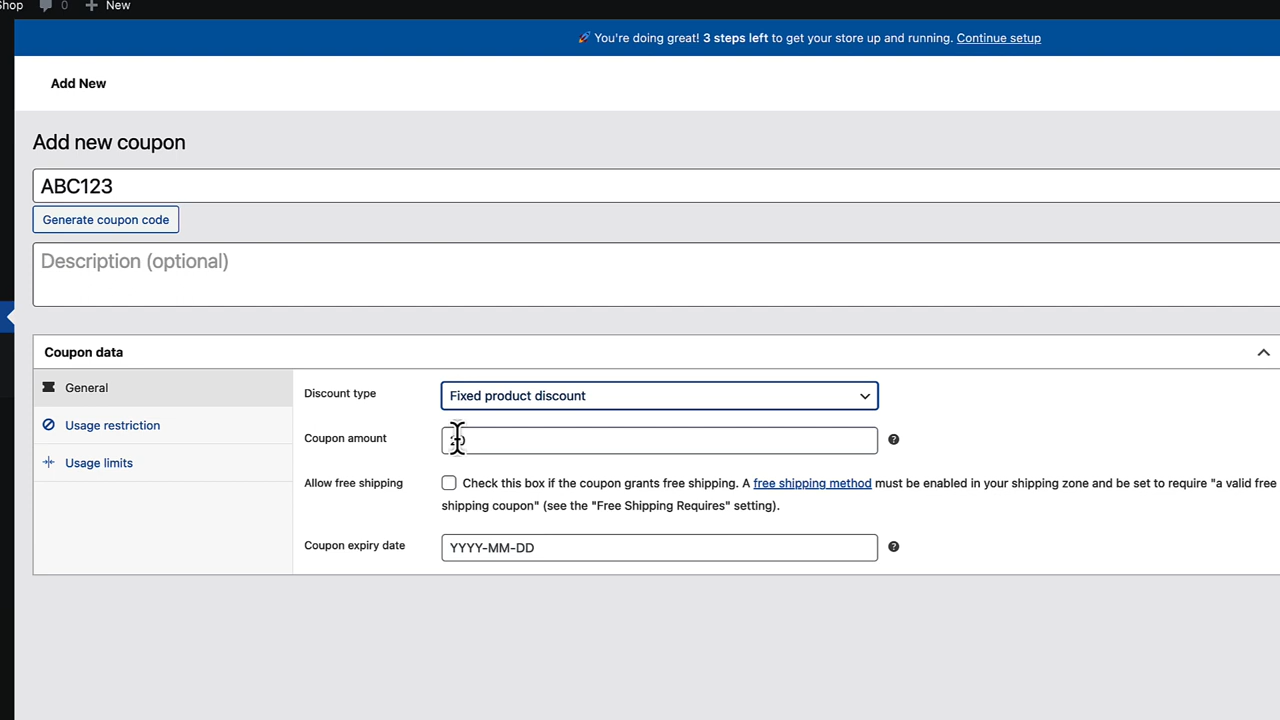 Shop 0 New
🚀 You're doing great! 3 steps left to get your store up and running. Continue setup
Add New
Add new coupon
ABC123
Generate coupon code
Description (optional)
Coupon data
General
Usage restriction
Usage limits
Discount type Fixed product discount
Coupon amount
Allow free shipping Check this box if the coupon grants free shipping. A free shipping method must be enabled in your shipping zone and be set to require "a valid free
shipping coupon" (see the "Free Shipping Requires" setting).
Coupon expiry date YYYY-MM-DD